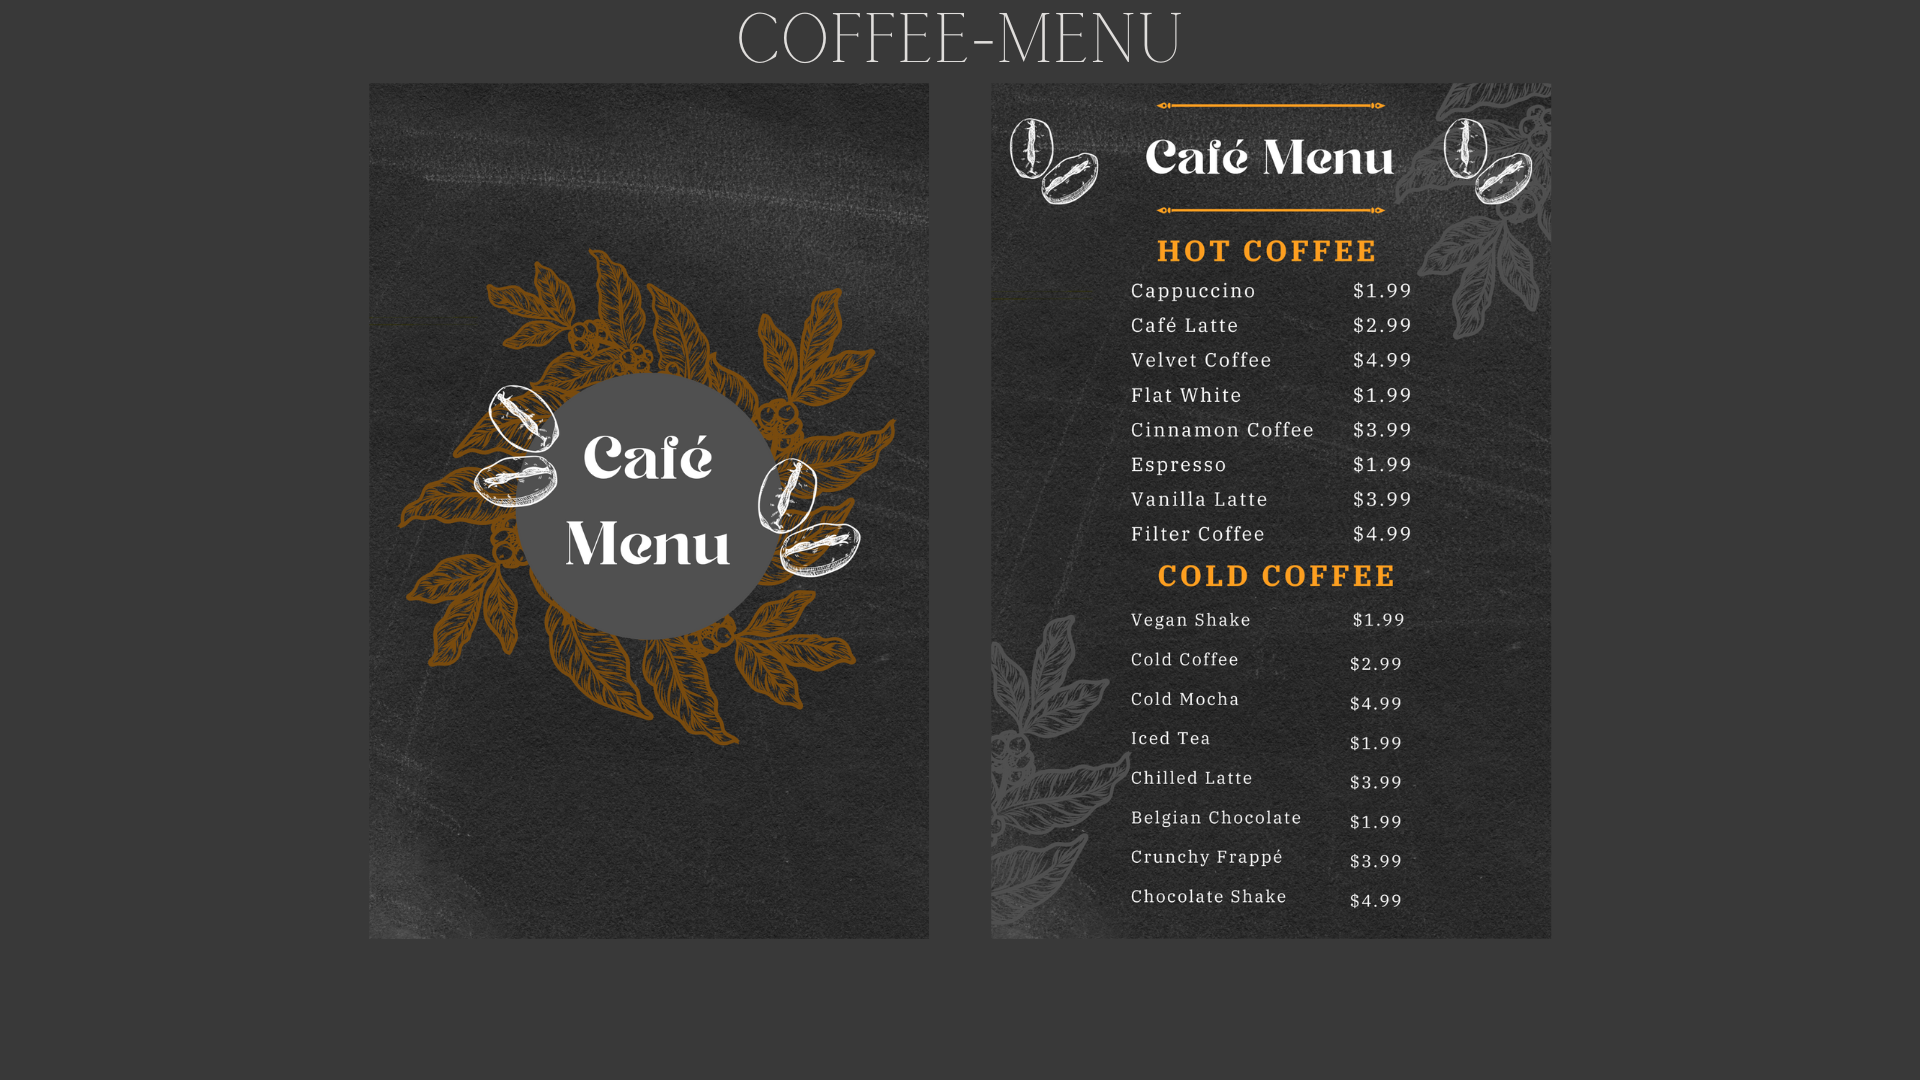 COFFEE-MENU
Café
Menu
Café Menu
HOT COFFEE
Cappuccino $1.99
Café Latte $2.99
Velvet Coffee $4.99
Flat White $1.99
Cinnamon Coffee $3.99
Espresso $1.99
Vanilla Latte $3.99
Filter Coffee $4.99
COLD COFFEE
Vegan Shake $1.99
Cold Coffee $2.99
Cold Mocha $4.99
Iced Tea $1.99
Chilled Latte $3.99
Belgian Chocolate $1.99
Crunchy Frappé $3.99
Chocolate Shake $4.99